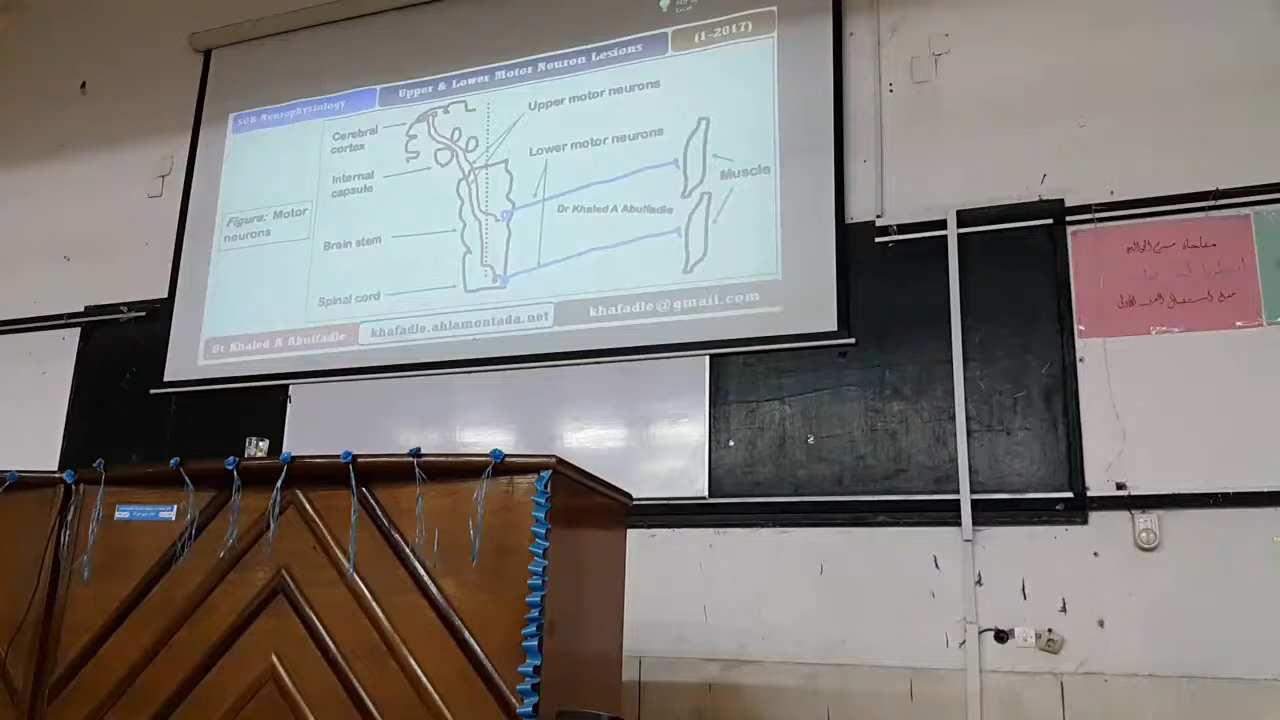 SOB Neurophysiology
Upper & Lower Motor Neuron Lesions
(1-2017)
Cerebral
cortex
Upper motor neurons
Lower motor neurons
Internal
capsule
Muscle
Figure: Motor
neurons
Dr Khaled A Abulfadle
Brain stem
Spinal cord
Dr Khaled A Abulfadle
khafadle.ahlamontada.net
khafadle@gmail.com
2